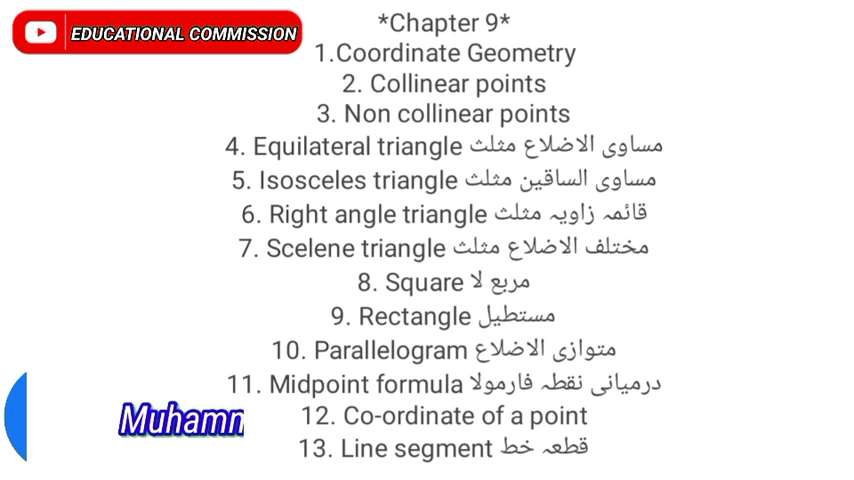 EDUCATIONAL COMMISSION
*Chapter 9*
1.Coordinate Geometry
2. Collinear points
3. Non collinear points
4. Equilateral triangle مساوی الاضلاع مثلث
5. Isosceles triangle مساوی الساقین مثلث
6. Right angle triangle قائمہ زاویہ مثلث
7. Scelene triangle مختلف الاضلاع مثلث
8. Square مربع لا
9. Rectangle مستطیل
10. Parallelogram متوازی الاضلاع
11. Midpoint formula درمیانی نقطہ فارمولا
Muhamn
12. Co-ordinate of a point
13. Line segment قطعہ خط